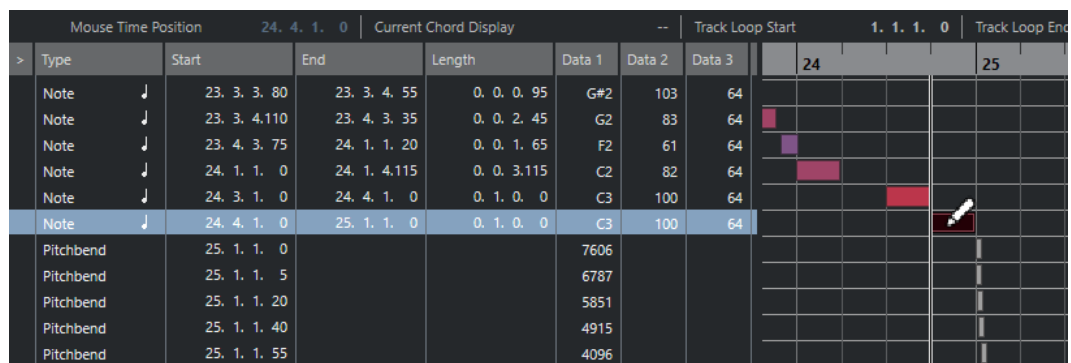 Mouse Time Position 24. 4. 1. 0 Current Chord Display -- Track Loop Start 1. 1. 1. 0 Track Loop End
> Type Start End Length Data 1 Data 2 Data 3 24 25
Note 23. 3. 3. 80 23. 3. 4. 55 0. 0. 0. 95 G#2 103 64
Note 23. 3. 4.110 23. 4. 3. 35 0. 0. 2. 45 G2 83 64
Note 23. 4. 3. 75 24. 1. 1. 20 0. 0. 1. 65 F2 61 64
Note 24. 1. 1. 0 24. 1. 4.115 0. 0. 3.115 C2 82 64
Note 24. 3. 1. 0 24. 4. 1. 0 0. 1. 0. 0 C3 100 64
Note 24. 4. 1. 0 25. 1. 1. 0 0. 1. 0. 0 C3 100 64
Pitchbend 25. 1. 1. 0 7606
Pitchbend 25. 1. 1. 5 6787
Pitchbend 25. 1. 1. 20 5851
Pitchbend 25. 1. 1. 40 4915
Pitchbend 25. 1. 1. 55 4096